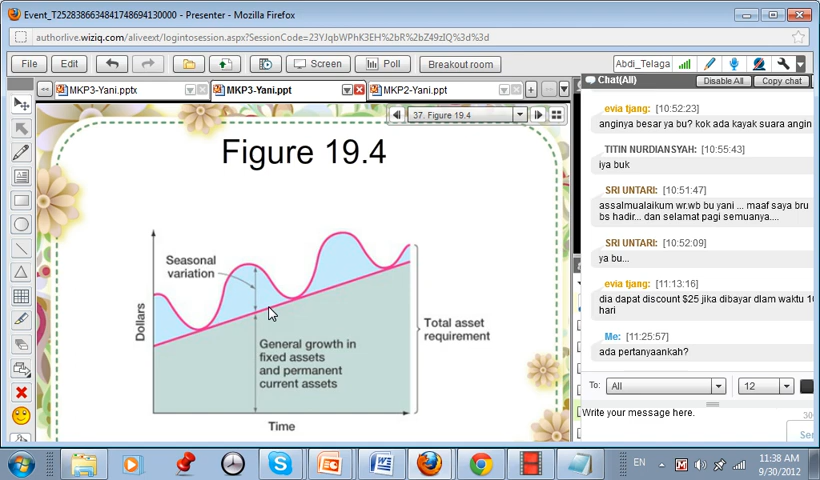 Event_T2528386634841748694130000 - Presenter - Mozilla Firefox
authorlive.wiziq.com/aliveext/logintosession.aspx?SessionCode=23YJqbWPhK3EH%2bR%2bZ49zIQ%3d%3d
File Edit Screen Poll Breakout room Abdi_Telaga
MKP3-Yani.pptx MKP3-Yani.ppt MKP2-Yani.ppt
Chat(All) Disable All Copy chat
37. Figure 19.4
Figure 19.4
Seasonal
variation
Dollars
General growth in
fixed assets
and permanent
current assets
Total asset
requirement
Time
evia tjang: [10:52:23]
anginya besar ya bu? kok ada kayak suara angin
TITIN NURDIANSYAH: [10:55:43]
iya buk
SRI UNTARI: [10:51:47]
assalmualaikum wr.wb bu yani ... maaf saya bru
bs hadir... dan selamat pagi semuanya....
SRI UNTARI: [10:52:09]
ya bu...
evia tjang: [11:13:16]
dia dapat discount $25 jika dibayar dlam waktu 10
hari
Me: [11:25:57]
ada pertanyaankah?
To: All 12
Write your message here.
EN 11:38 AM
9/30/2012